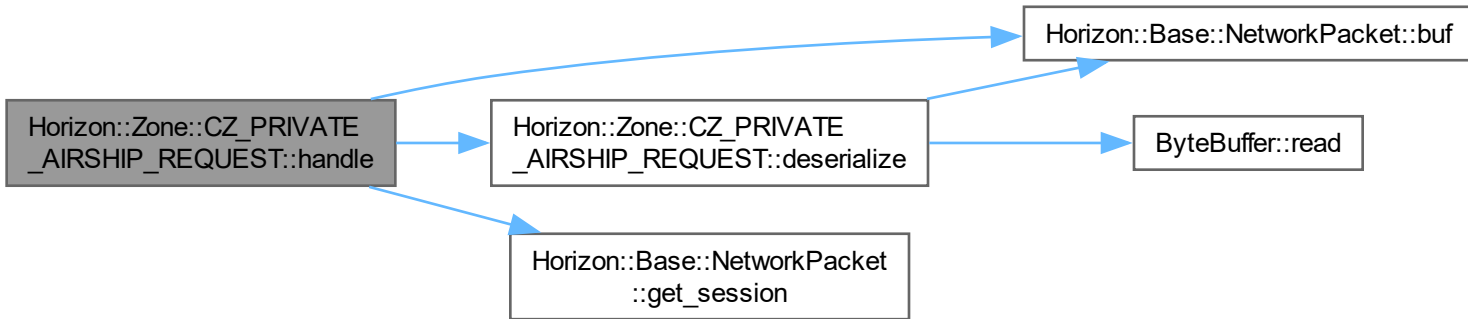 Horizon::Zone::CZ_PRIVATE
_AIRSHIP_REQUEST::handle
Horizon::Zone::CZ_PRIVATE
_AIRSHIP_REQUEST::deserialize
Horizon::Base::NetworkPacket
::get_session
Horizon::Base::NetworkPacket::buf
ByteBuffer::read